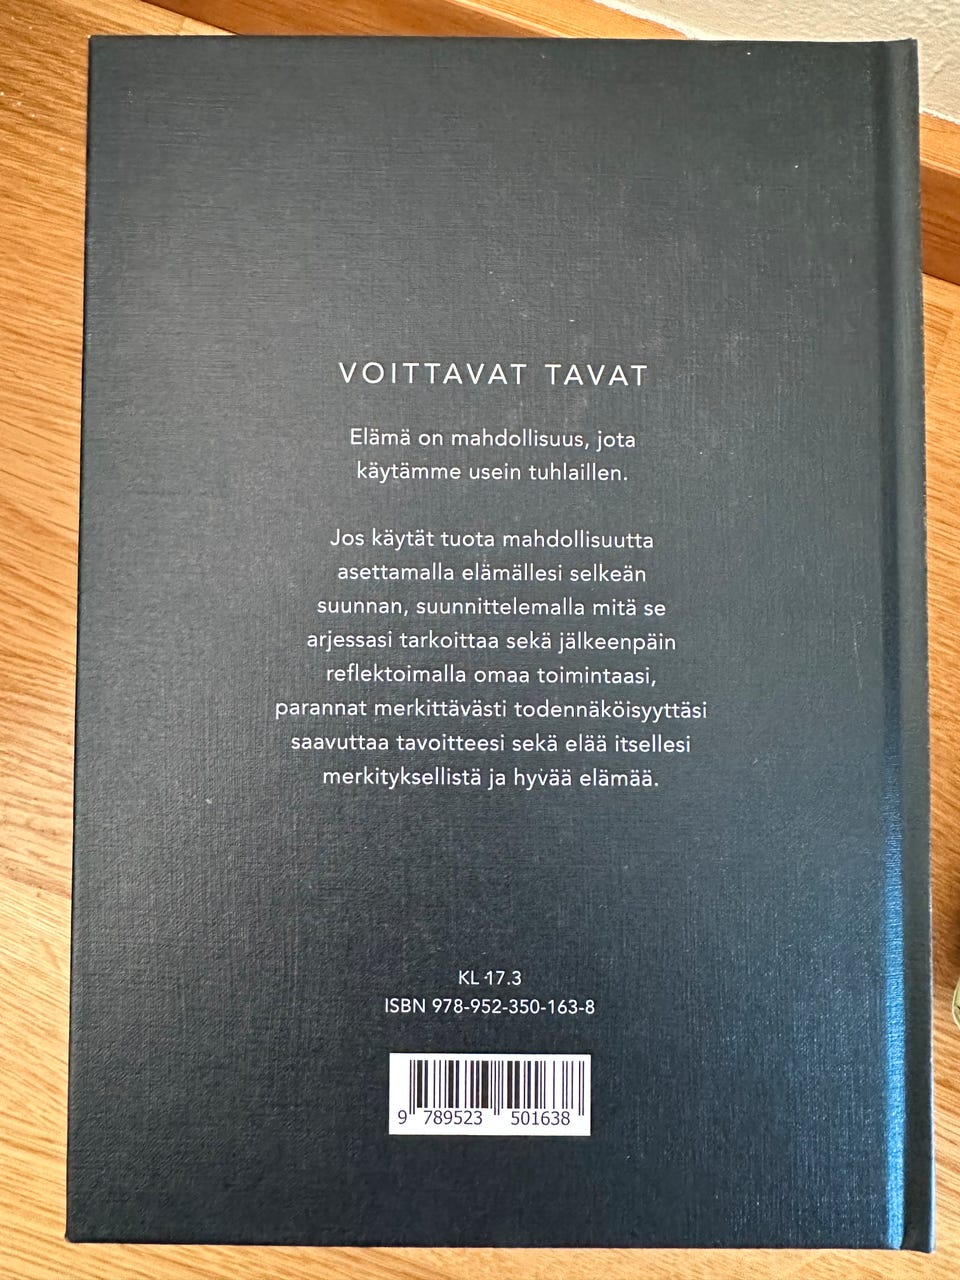 VOITTAVAT TAVAT
Elämä on mahdollisuus, jota
käytämme usein tuhlaillen.
Jos käytät tuota mahdollisuutta
asettamalla elämällesi selkeän
suunnan, suunnittelemalla mitä se
arjessasi tarkoittaa sekä jälkeenpäin
reflektoimalla omaa toimintaasi,
parannat merkittävästi todennäköisyyttäsi
saavuttaa tavoitteesi sekä elää itsellesi
merkityksellistä ja hyvää elämää.
KL 17.3
ISBN 978-952-350-163-8
9 789523 501638